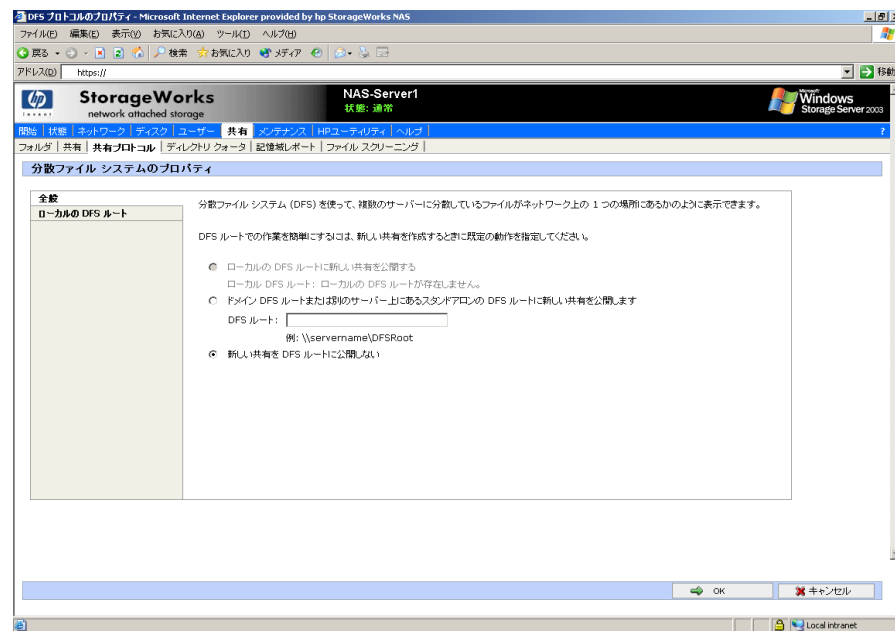 DFS プロトコルのプロパティ - Microsoft Internet Explorer provided by hp StorageWorks NAS
ファイル(F) 編集(E) 表示(V) お気に入り(A) ツール(T) ヘルプ(H)
戻る 検索 お気に入り メディア
アドレス(D) https:// 移動
hp
invent
StorageWorks
network attached storage
NAS-Server1
状態: 通常
Microsoft
Windows
Storage Server 2003
開始 | 状態 | ネットワーク | ディスク | ユーザー | 共有 | メンテナンス | HPユーティリティ | ヘルプ | ?
フォルダ | 共有 | 共有プロトコル | ディレクトリ クォータ | 記憶域レポート | ファイル スクリーニング |
分散ファイル システムのプロパティ
全般
ローカルの DFS ルート
分散ファイル システム (DFS) を使って、複数のサーバーに分散しているファイルがネットワーク上の 1 つの場所にあるかのように表示できます。
DFS ルートでの作業を簡単にするには、新しい共有を作成するときに既定の動作を指定してください。
ローカルの DFS ルートに新しい共有を公開する
ローカル DFS ルート: ローカルの DFS ルートが存在しません。
ドメイン DFS ルートまたは別のサーバー上にあるスタンドアロンの DFS ルートに新しい共有を公開します
DFS ルート:
例: \\servername\DFSRoot
新しい共有を DFS ルートに公開しない
OK キャンセル
Local intranet